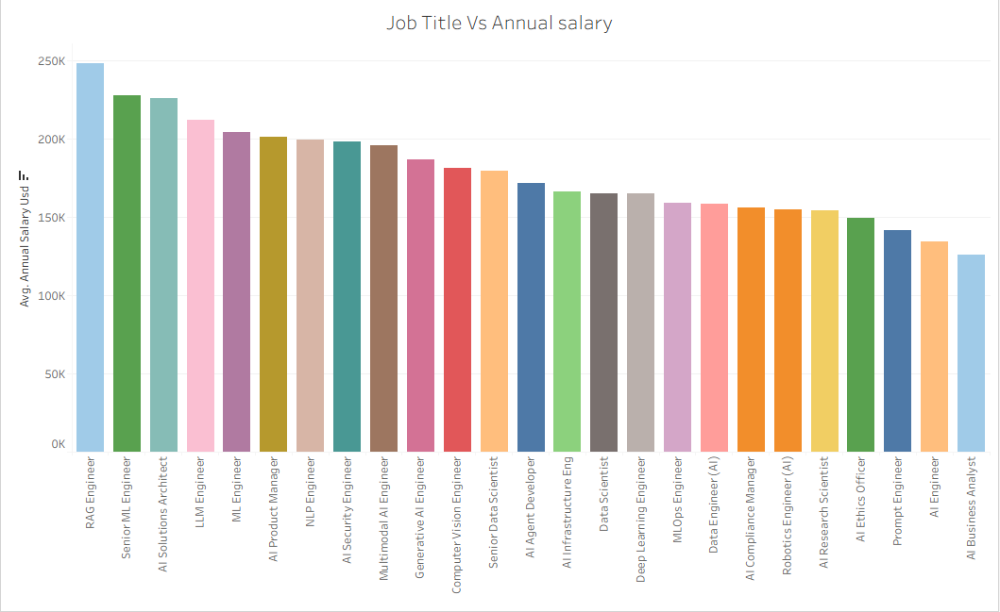 Job Title Vs Annual salary
Avg. Annual Salary Usd
250K
200K
150K
100K
50K
0K
RAG Engineer
Senior ML Engineer
AI Solutions Architect
LLM Engineer
ML Engineer
AI Product Manager
NLP Engineer
AI Security Engineer
Multimodal AI Engineer
Generative AI Engineer
Computer Vision Engineer
Senior Data Scientist
AI Agent Developer
AI Infrastructure Eng
Data Scientist
Deep Learning Engineer
MLOps Engineer
Data Engineer (AI)
AI Compliance Manager
Robotics Engineer (AI)
AI Research Scientist
AI Ethics Officer
Prompt Engineer
AI Engineer
AI Business Analyst